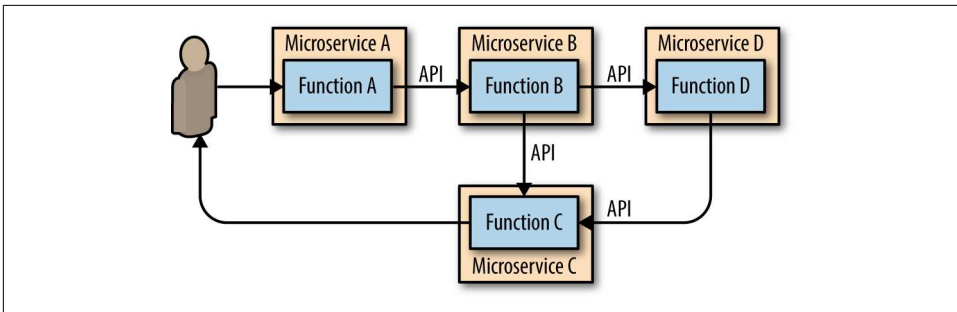 Microservice A
Function A
API
Microservice B
Function B
API
Microservice D
Function D
API
API
Function C
Microservice C